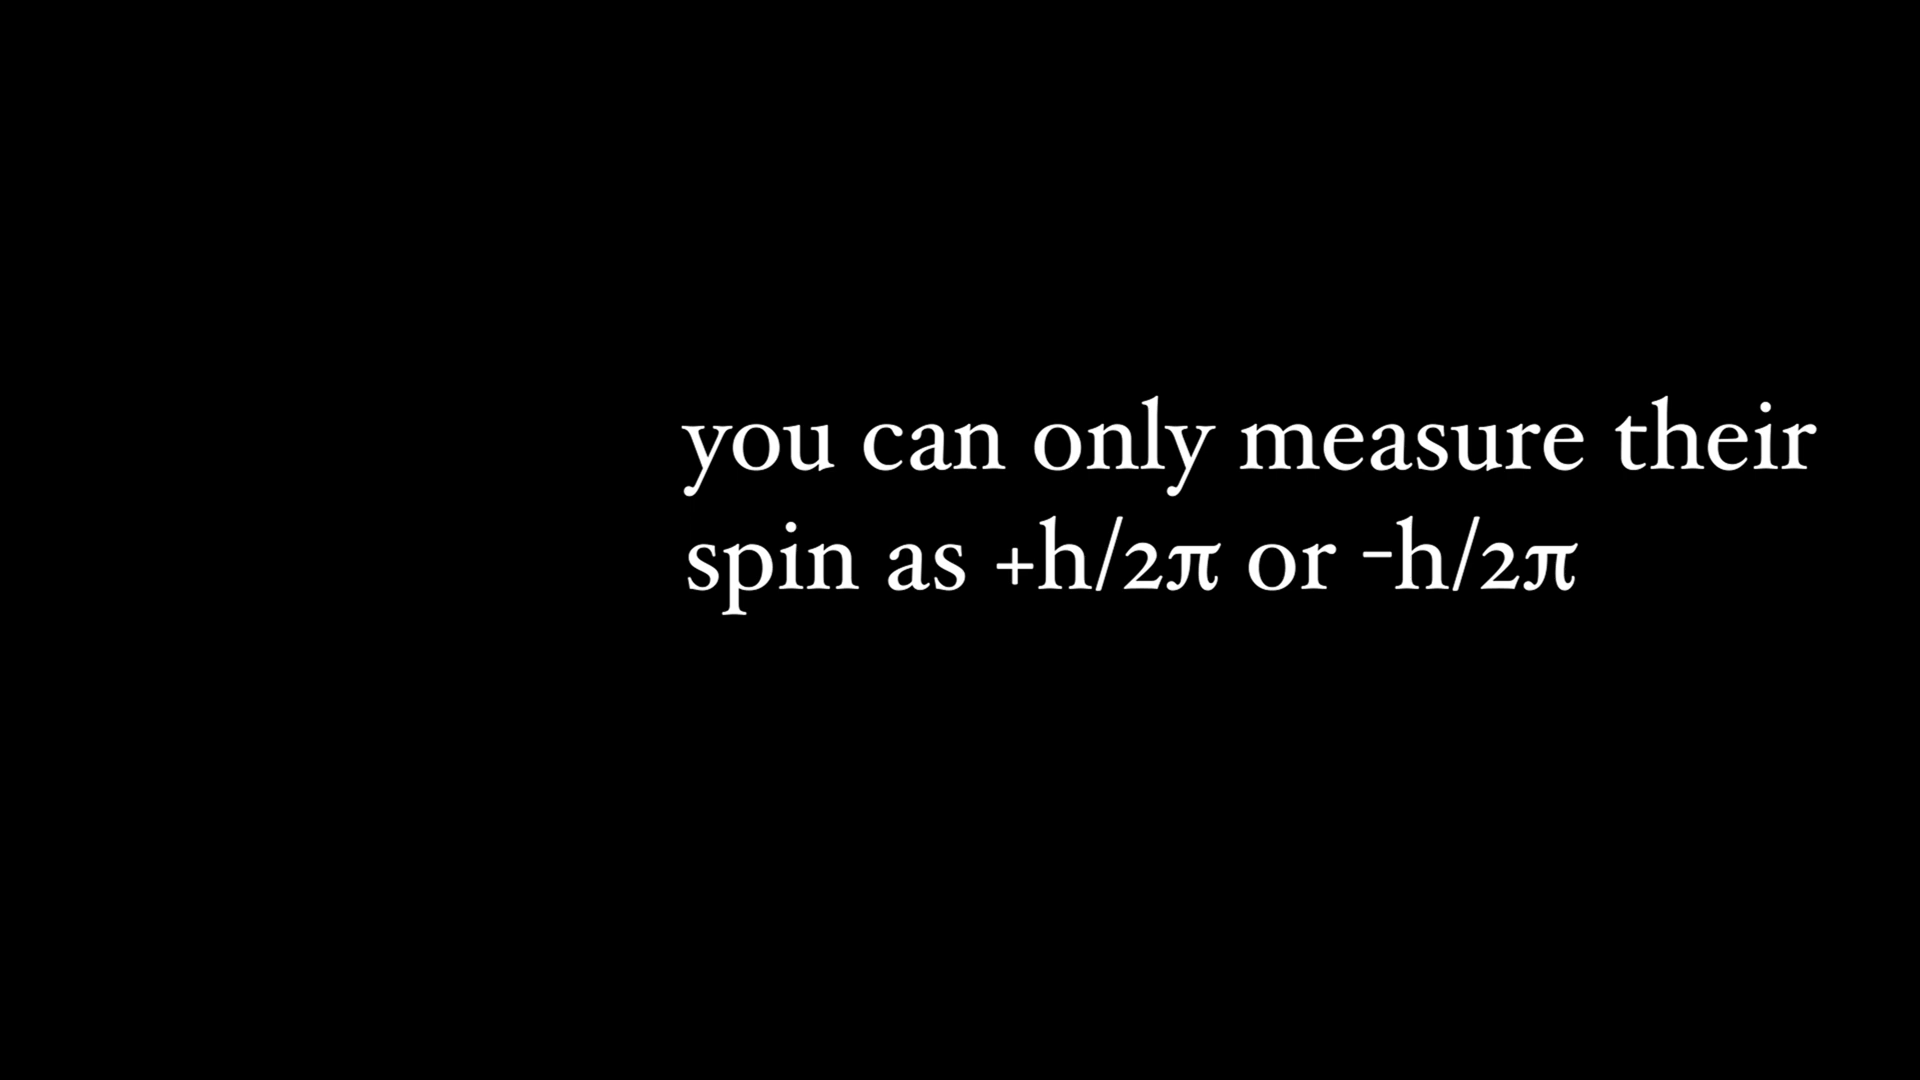 you can only measure their
spin as +h/2π or -h/2π